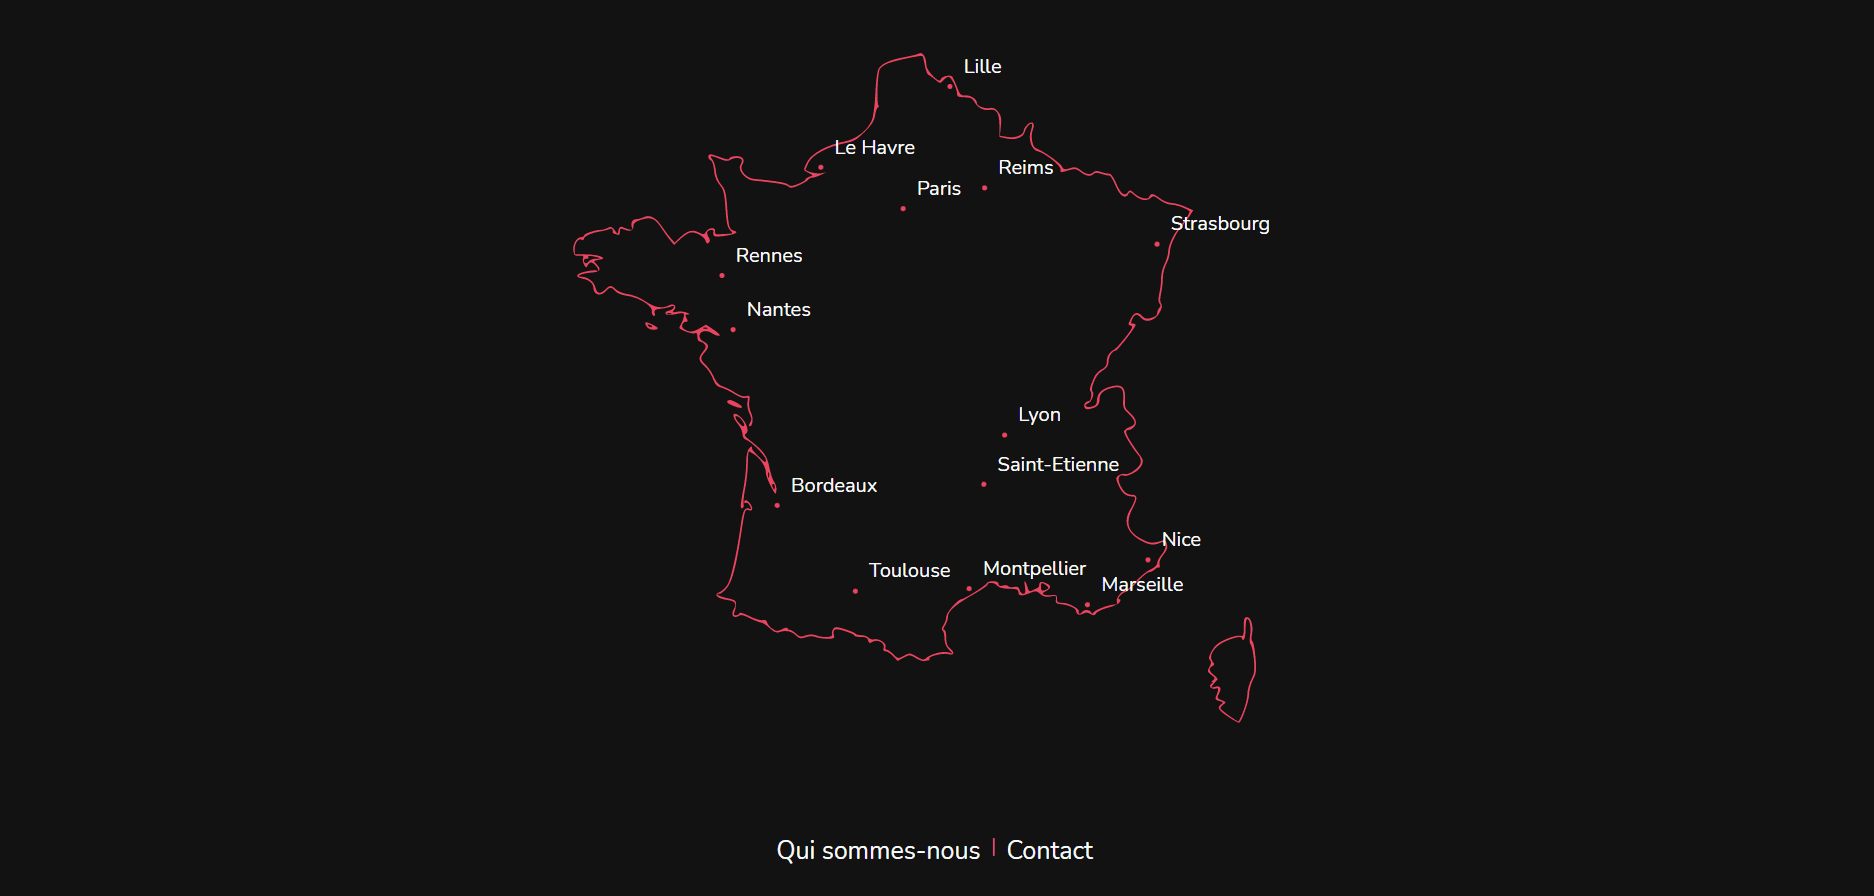 Lille
Le Havre
Reims
Paris
Strasbourg
Rennes
Nantes
Lyon
Saint-Etienne
Bordeaux
Nice
Montpellier
Toulouse
Marseille
Qui sommes-nous | Contact